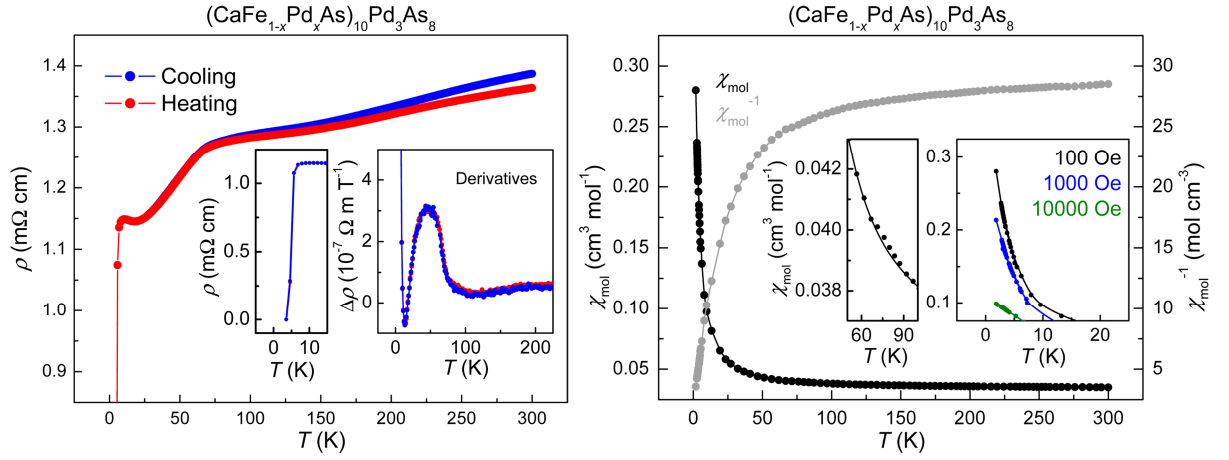 (CaFe₁₋ₓPdₓAs)₁₀Pd₃As₈
1.4
1.3
1.2
1.1
1.0
0.9
ρ (mΩ cm)
Cooling
Heating
1.0
0.5
0.0
ρ (mΩ cm)
0 10
T (K)
Derivatives
6
3
0
Δρ (10⁻⁷ Ω m T⁻¹)
0 100 200
T (K)
0 50 100 150 200 250 300
T (K)
(CaFe₁₋ₓPdₓAs)₁₀Pd₃As₈
0.30
0.25
0.20
0.15
0.10
0.05
χmol (cm³ mol⁻¹)
χmol
χmol⁻¹
0.042
0.040
0.038
χmol (cm³ mol⁻¹)
60 90
T (K)
0.3
0.2
0.1
100 Oe
1000 Oe
10000 Oe
0 10 20
T (K)
30
25
20
15
10
5
χmol⁻¹ (mol cm⁻³)
0 50 100 150 200 250 300
T (K)